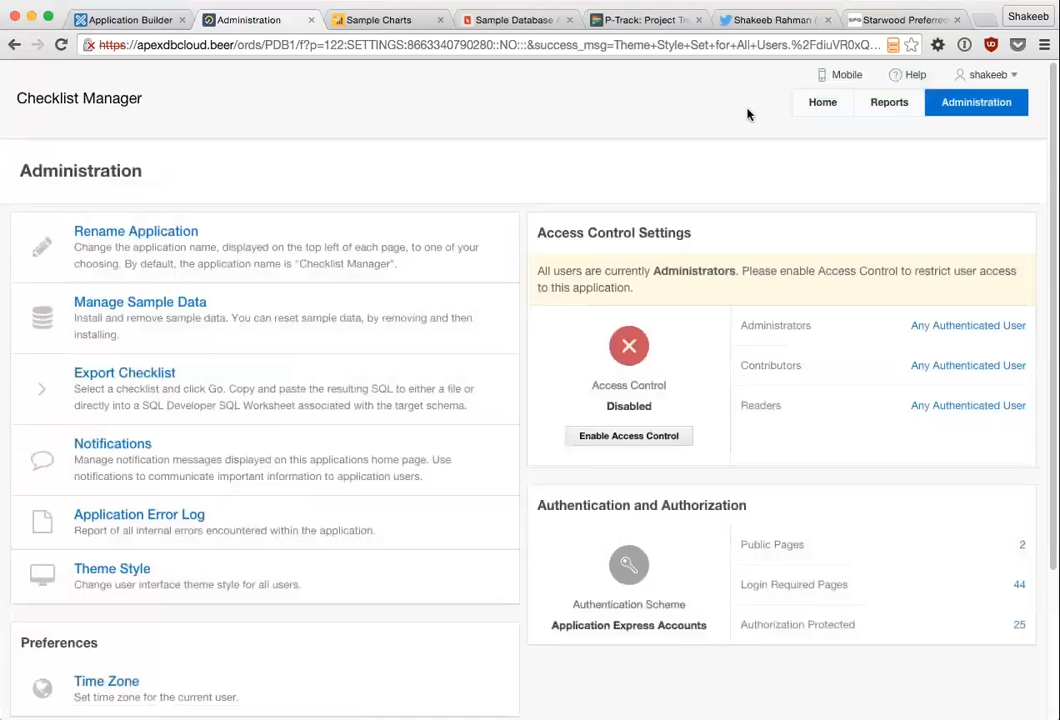 Shakeeb
Application Builder
Administration
Sample Charts
Sample Database
P-Track: Project T
Shakeeb Rahman (
SPG Starwood Preferre
https://apexdbcloud.beer/ords/PDB1/f?p=122:SETTINGS:8663340790280::NO:::&success_msg=Theme+Style+Set+for+All+Users.%2FdiuVR0xQ...
Mobile Help shakeeb
Checklist Manager
Home Reports Administration
Administration
Rename Application
Change the application name, displayed on the top left of each page, to one of your
choosing. By default, the application name is "Checklist Manager".
Manage Sample Data
Install and remove sample data. You can reset sample data, by removing and then
installing.
Export Checklist
Select a checklist and click Go. Copy and paste the resulting SQL to either a file or
directly into a SQL Developer SQL Worksheet associated with the target schema.
Notifications
Manage notification messages displayed on this applications home page. Use
notifications to communicate important information to application users.
Application Error Log
Report of all internal errors encountered within the application.
Theme Style
Change user interface theme style for all users.
Preferences
Time Zone
Set time zone for the current user.
Access Control Settings
All users are currently Administrators. Please enable Access Control to restrict user access
to this application.
Access Control
Disabled
Enable Access Control
Administrators Any Authenticated User
Contributors Any Authenticated User
Readers Any Authenticated User
Authentication and Authorization
Authentication Scheme
Application Express Accounts
Public Pages 2
Login Required Pages 44
Authorization Protected 25